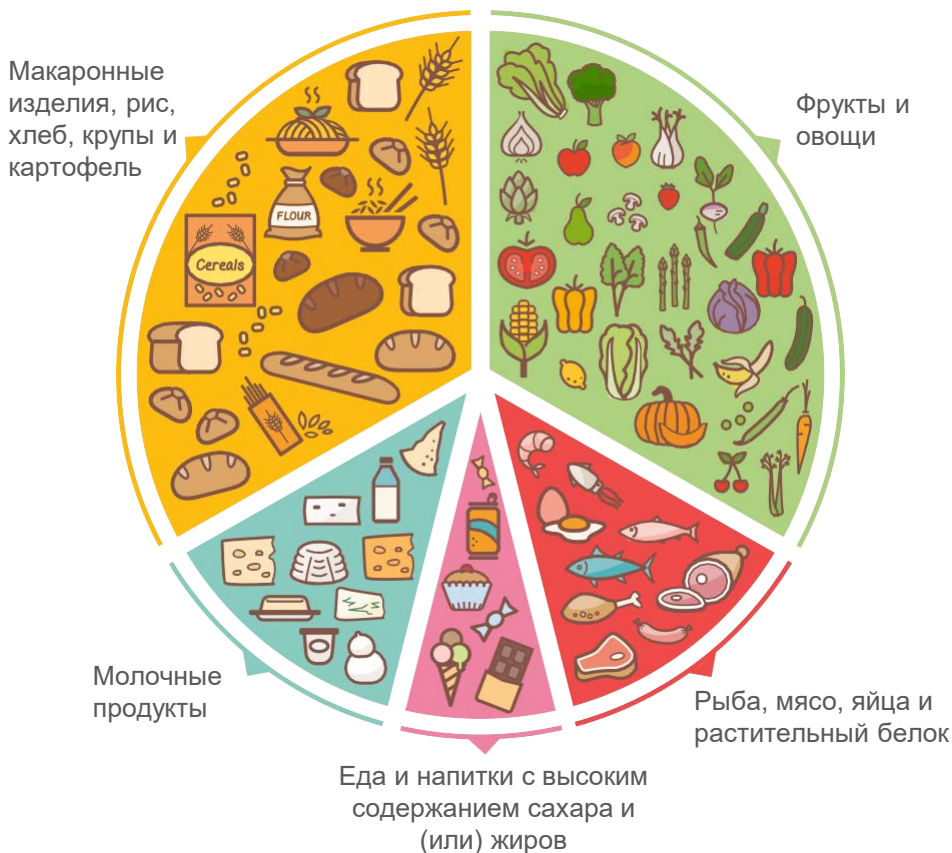 Макаронные
изделия, рис,
хлеб, крупы и
картофель
Фрукты и
овощи
FLOUR
Cereals
Молочные
продукты
Рыба, мясо, яйца и
растительный белок
Еда и напитки с высоким
содержанием сахара и
(или) жиров